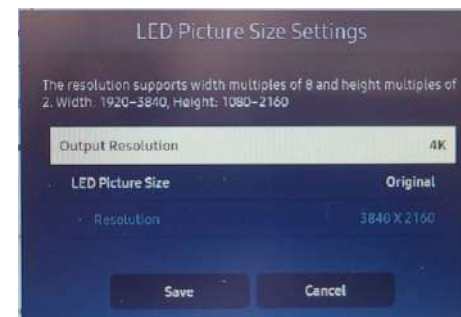 LED Picture Size Settings
The resolution supports width multiples of 8 and height multiples of
2. Width: 1920~3840, Height: 1080~2160
Output Resolution 4K
LED Picture Size Original
· Resolution 3840 X 2160
Save Cancel